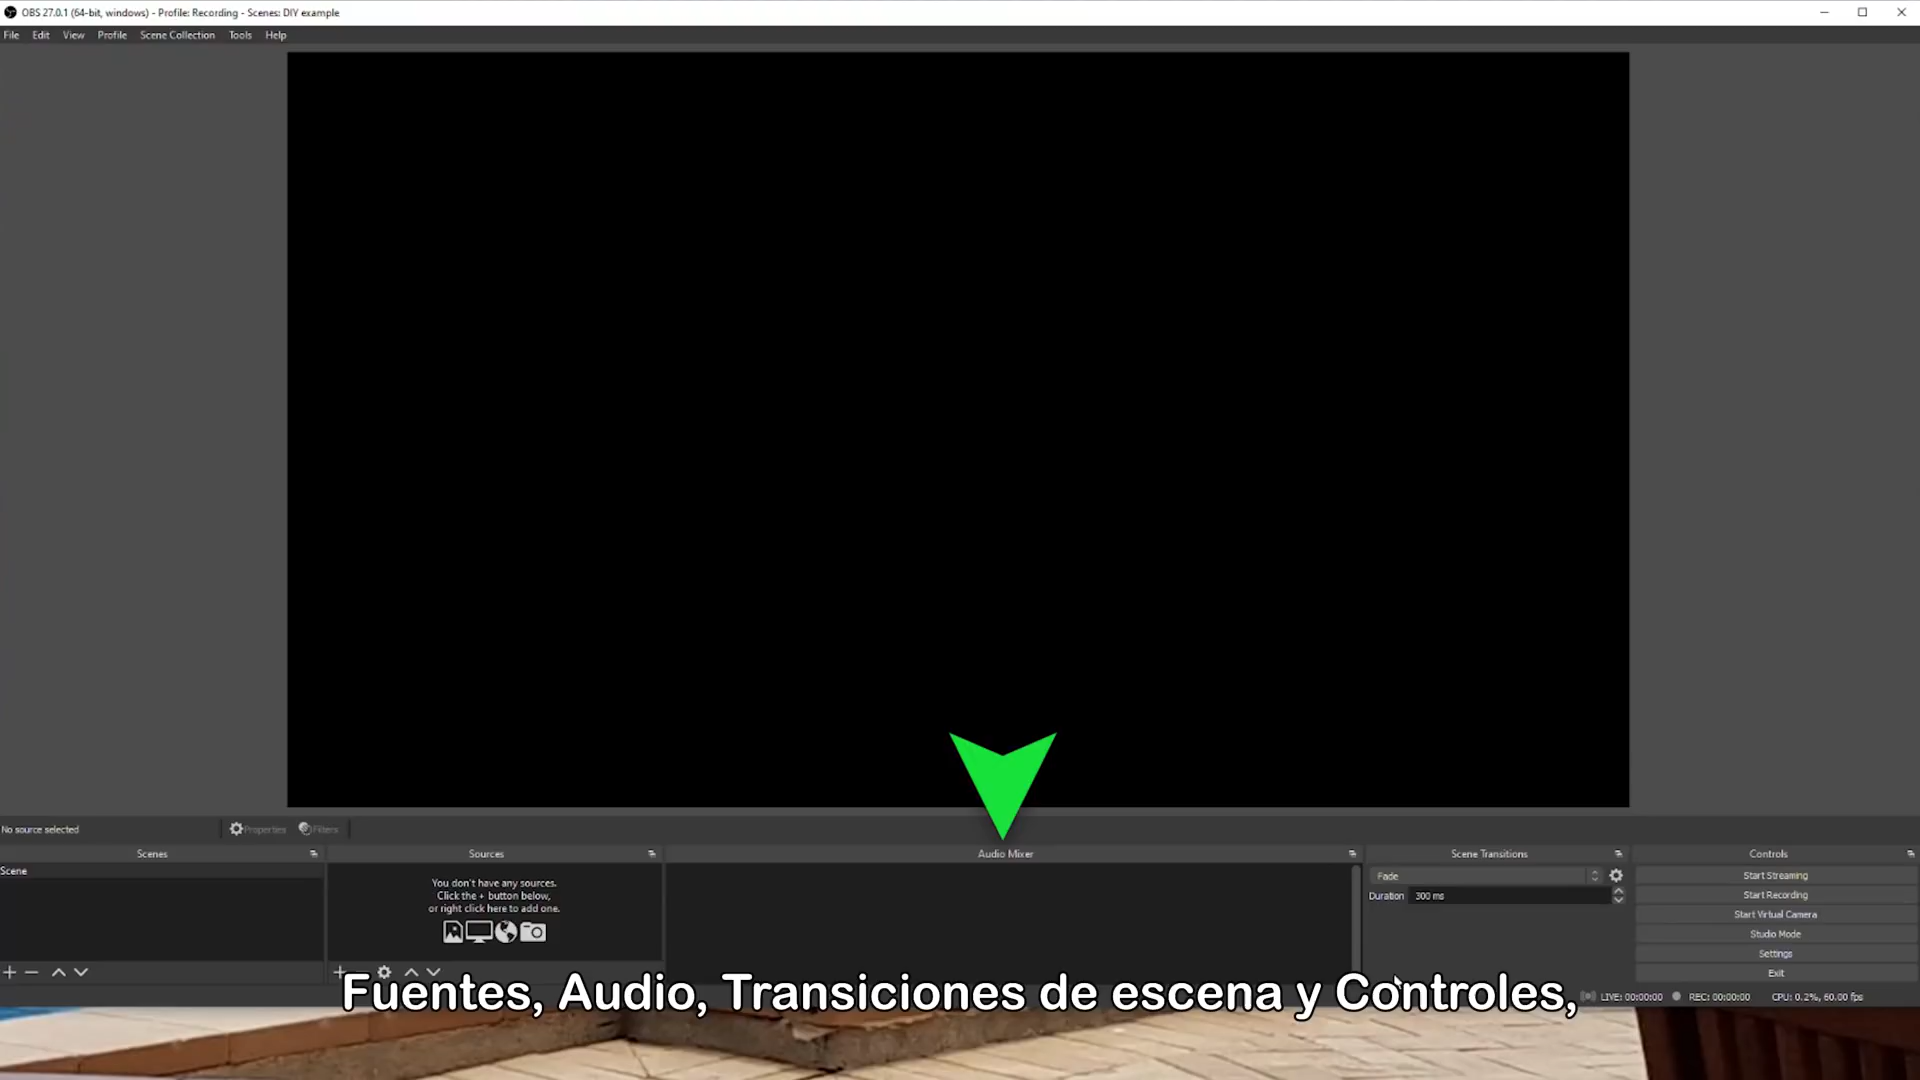 OBS 27.0.1 (64-bit, windows) - Profile: Recording - Scenes: DIY example
File Edit View Profile Scene Collection Tools Help
No source selected Properties Filters
Scenes Sources Audio Mixer Scene Transitions Controls
Scene
You don't have any sources.
Click the + button below,
or right click here to add one.
Fade
Duration 300 ms
Start Streaming
Start Recording
Start Virtual Camera
Studio Mode
Settings
Exit
Fuentes, Audio, Transiciones de escena y Controles,
LIVE: 00:00:00 REC: 00:00:00 CPU: 0.2%, 60.00 fps